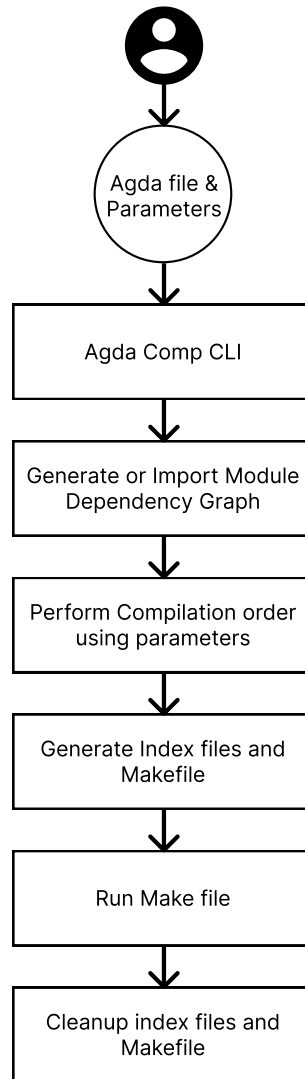 Agda file &
Parameters
Agda Comp CLI
Generate or Import Module
Dependency Graph
Perform Compilation order
using parameters
Generate Index files and
Makefile
Run Make file
Cleanup index files and
Makefile